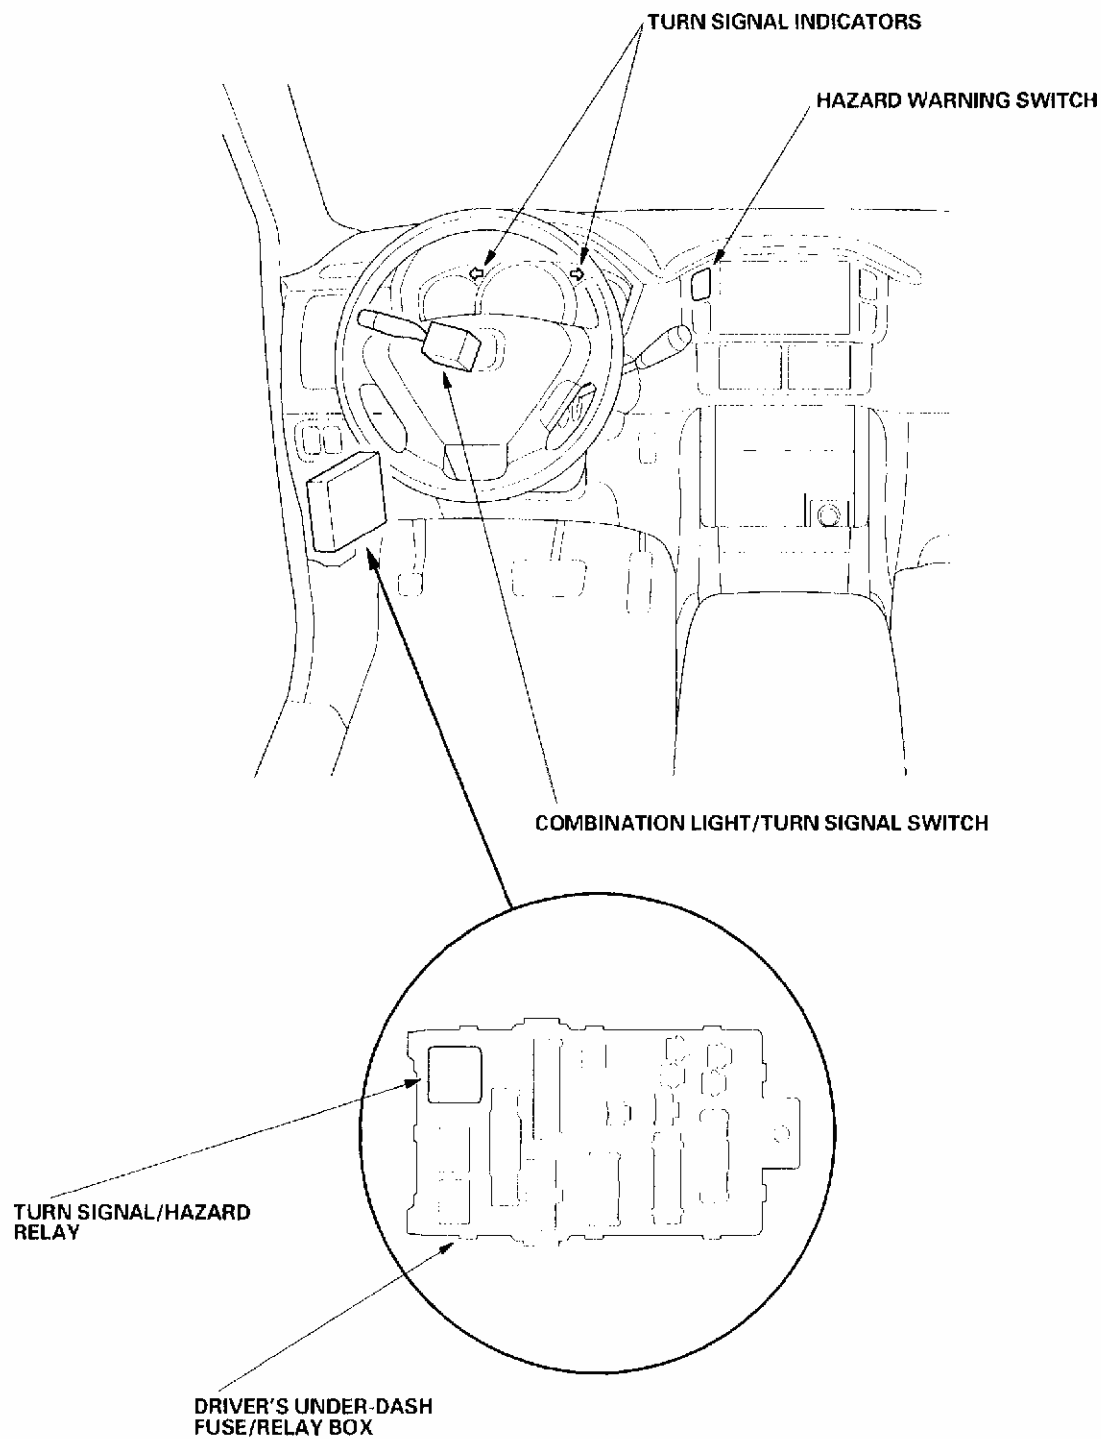 TURN SIGNAL INDICATORS
HAZARD WARNING SWITCH
COMBINATION LIGHT/TURN SIGNAL SWITCH
TURN SIGNAL/HAZARD
RELAY
DRIVER'S UNDER-DASH
FUSE/RELAY BOX